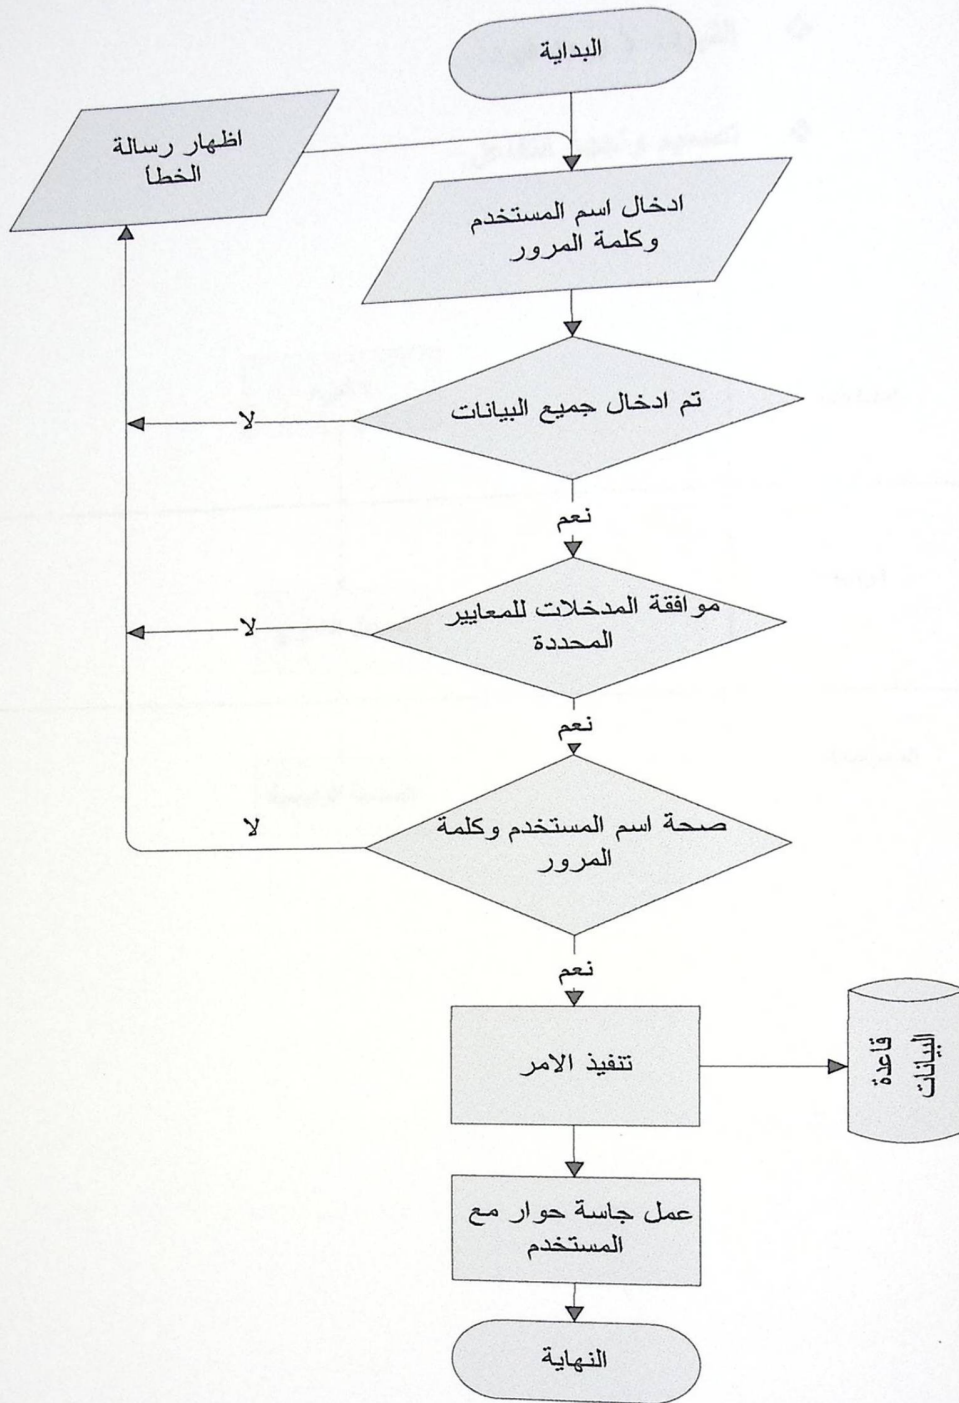 البداية
اظهار رسالة
الخطأ
ادخال اسم المستخدم
وكلمة المرور
تم ادخال جميع البيانات
لا
نعم
موافقة المدخلات للمعايير
المحددة
لا
نعم
صحة اسم المستخدم وكلمة
المرور
لا
نعم
تنفيذ الامر
قاعدة
البيانات
عمل جاسة حوار مع
المستخدم
النهاية